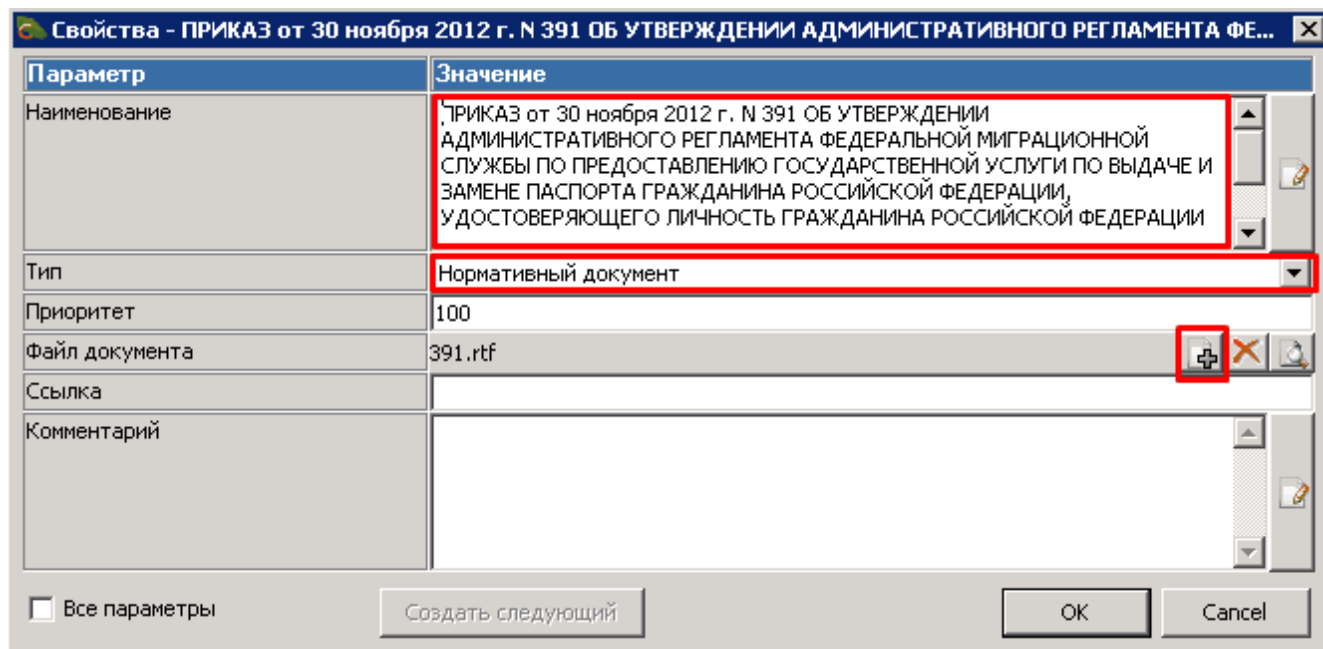 Свойства - ПРИКАЗ от 30 ноября 2012 г. N 391 ОБ УТВЕРЖДЕНИИ АДМИНИСТРАТИВНОГО РЕГЛАМЕНТА ФЕ...
Параметр Значение
Наименование ПРИКАЗ от 30 ноября 2012 г. N 391 ОБ УТВЕРЖДЕНИИ
АДМИНИСТРАТИВНОГО РЕГЛАМЕНТА ФЕДЕРАЛЬНОЙ МИГРАЦИОННОЙ
СЛУЖБЫ ПО ПРЕДОСТАВЛЕНИЮ ГОСУДАРСТВЕННОЙ УСЛУГИ ПО ВЫДАЧЕ И
ЗАМЕНЕ ПАСПОРТА ГРАЖДАНИНА РОССИЙСКОЙ ФЕДЕРАЦИИ,
УДОСТОВЕРЯЮЩЕГО ЛИЧНОСТЬ ГРАЖДАНИНА РОССИЙСКОЙ ФЕДЕРАЦИИ
Тип Нормативный документ
Приоритет 100
Файл документа 391.rtf
Ссылка
Комментарий
Все параметры Создать следующий OK Cancel